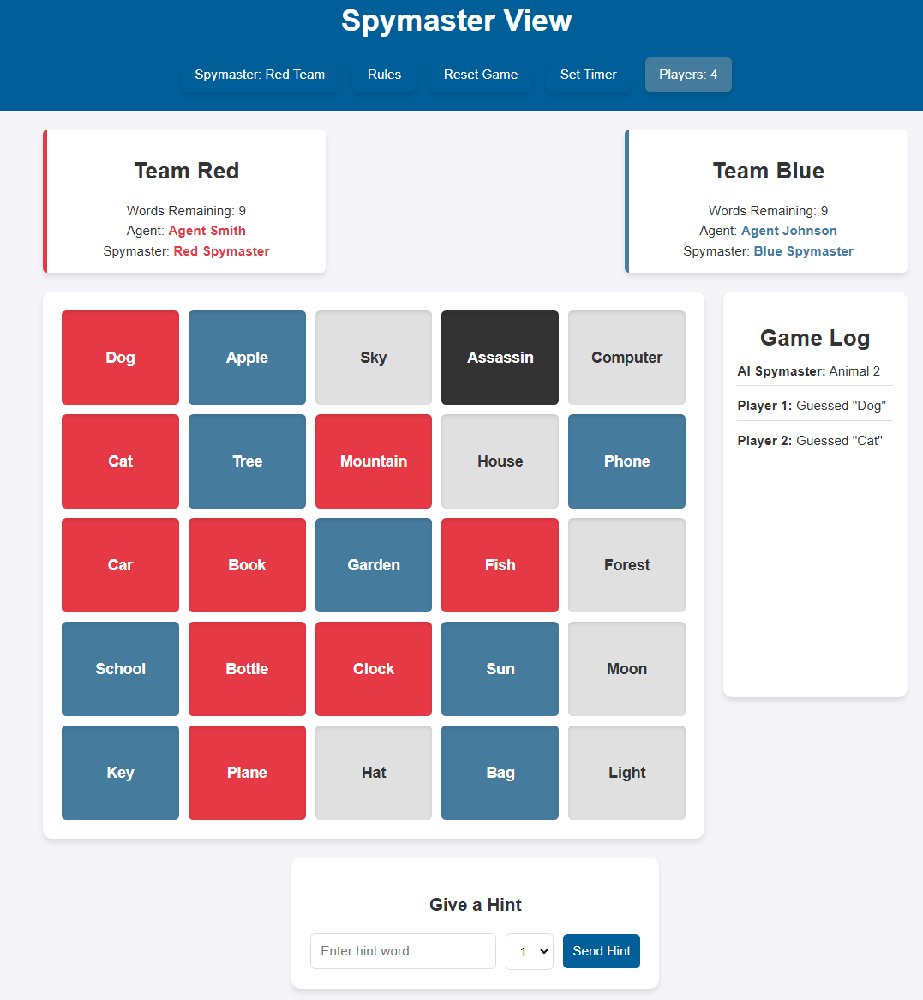 Spymaster View
Spymaster: Red Team
Rules
Reset Game
Set Timer
Players: 4
Team Red
Words Remaining: 9
Agent: Agent Smith
Spymaster: Red Spymaster
Team Blue
Words Remaining: 9
Agent: Agent Johnson
Spymaster: Blue Spymaster
Dog
Apple
Sky
Assassin
Computer
Cat
Tree
Mountain
House
Phone
Car
Book
Garden
Fish
Forest
School
Bottle
Clock
Sun
Moon
Key
Plane
Hat
Bag
Light
Game Log
AI Spymaster: Animal 2
Player 1: Guessed "Dog"
Player 2: Guessed "Cat"
Give a Hint
Enter hint word
1
Send Hint